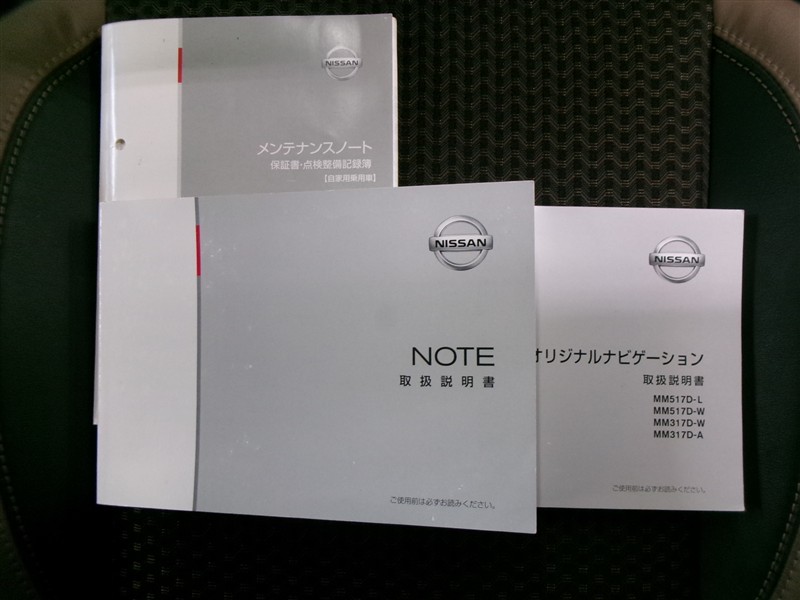 NISSAN
メンテナンスノート
保証書・点検整備記録簿
【自家用乗用車】
NISSAN
NOTE
取扱説明書
ご使用前は必ずお読みください。
NISSAN
オリジナルナビゲーション
取扱説明書
MM517D-L
MM517D-W
MM317D-W
MM317D-A
ご使用前は必ずお読みください。